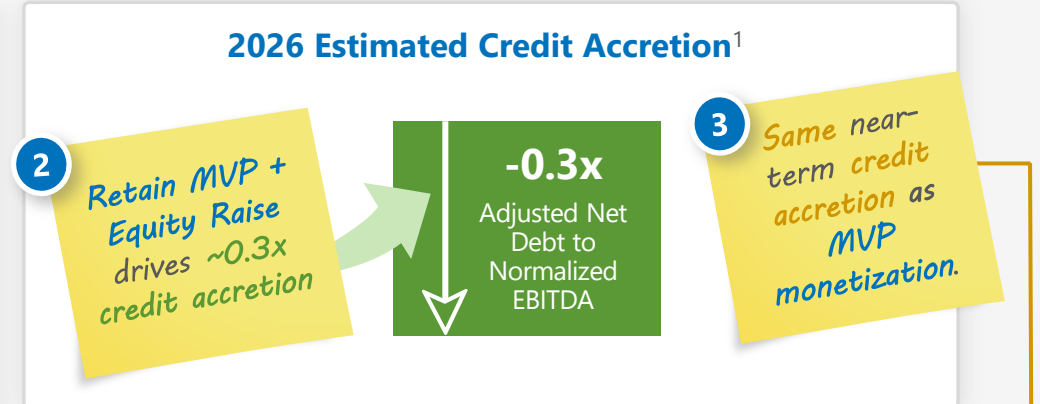 2026 Estimated Credit Accretion1
2
Retain MVP +
Equity Raise
drives ~0.3x
credit accretion
-0.3x
Adjusted Net
Debt to
Normalized
EBITDA
3
Same near-
term credit
accretion as
MVP
monetization.